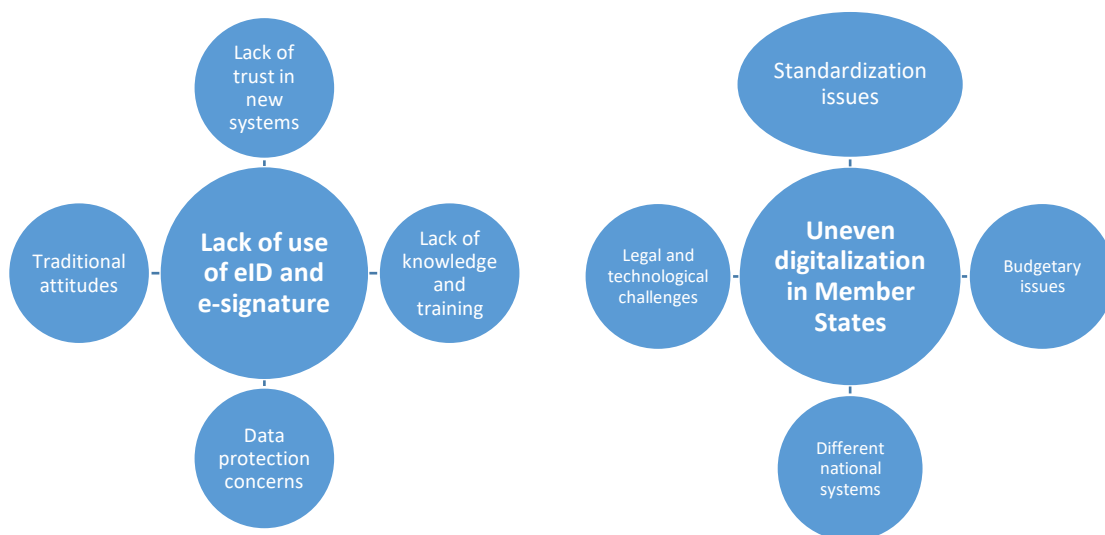 Lack of
trust in
new
systems
Traditional
attitudes
Lack of use
of eID and
e-signature
Lack of
knowledge
and
training
Data
protection
concerns
Standardization
issues
Legal and
technological
challenges
Uneven
digitalization
in Member
States
Budgetary
issues
Different
national
systems